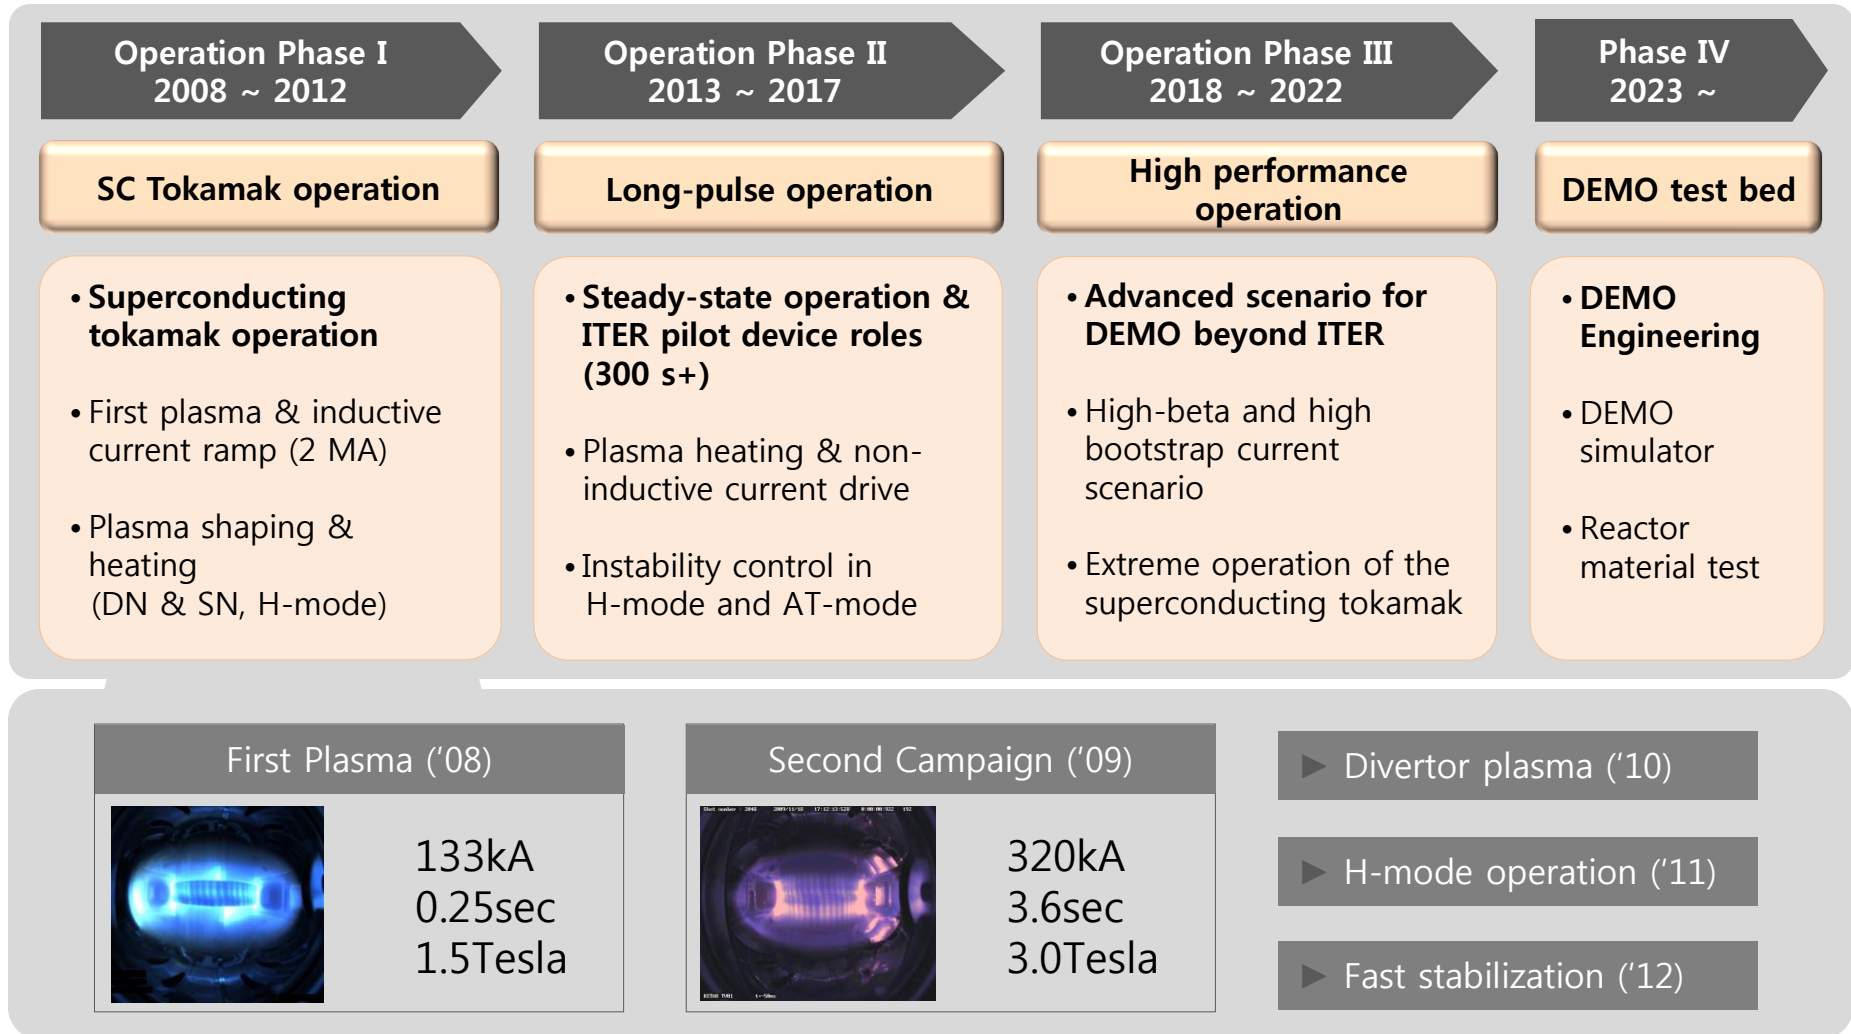 Operation Phase I
2008 ~ 2012
Operation Phase II
2013 ~ 2017
Operation Phase III
2018 ~ 2022
Phase IV
2023 ~
SC Tokamak operation
Long-pulse operation
High performance
operation
DEMO test bed
• Superconducting
tokamak operation
• First plasma & inductive
current ramp (2 MA)
• Plasma shaping &
heating
(DN & SN, H-mode)
• Steady-state operation &
ITER pilot device roles
(300 s+)
• Plasma heating & non-
inductive current drive
• Instability control in
H-mode and AT-mode
• Advanced scenario for
DEMO beyond ITER
• High-beta and high
bootstrap current
scenario
• Extreme operation of the
superconducting tokamak
• DEMO
Engineering
• DEMO
simulator
• Reactor
material test
First Plasma (‘08)
133kA
0.25sec
1.5Tesla
Second Campaign (‘09)
Shot number : 2048 2009/11/18
320kA
3.6sec
3.0Tesla
▶ Divertor plasma (‘10)
▶ H-mode operation (‘11)
▶ Fast stabilization (‘12)